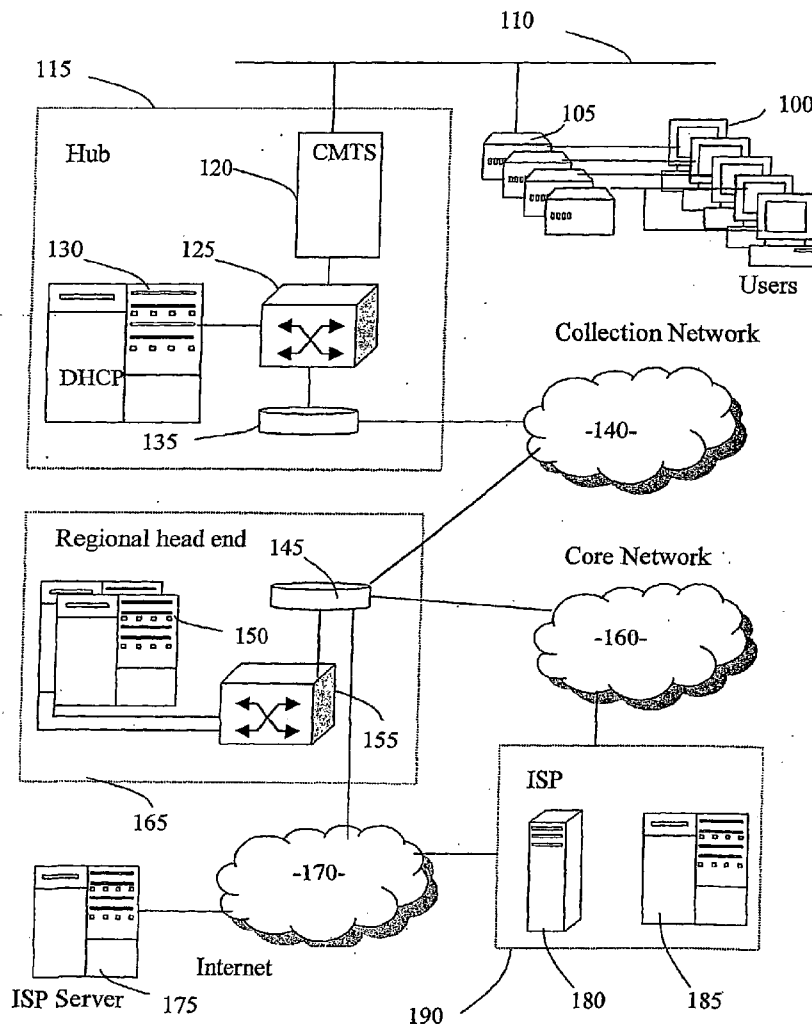 110
115
105
100
Hub
CMTS
120
130
125
Users
DHCP
Collection Network
135
-140-
Regional head end
145
Core Network
150
-160-
155
ISP
165
-170-
Internet
ISP Server
175
180
185
190